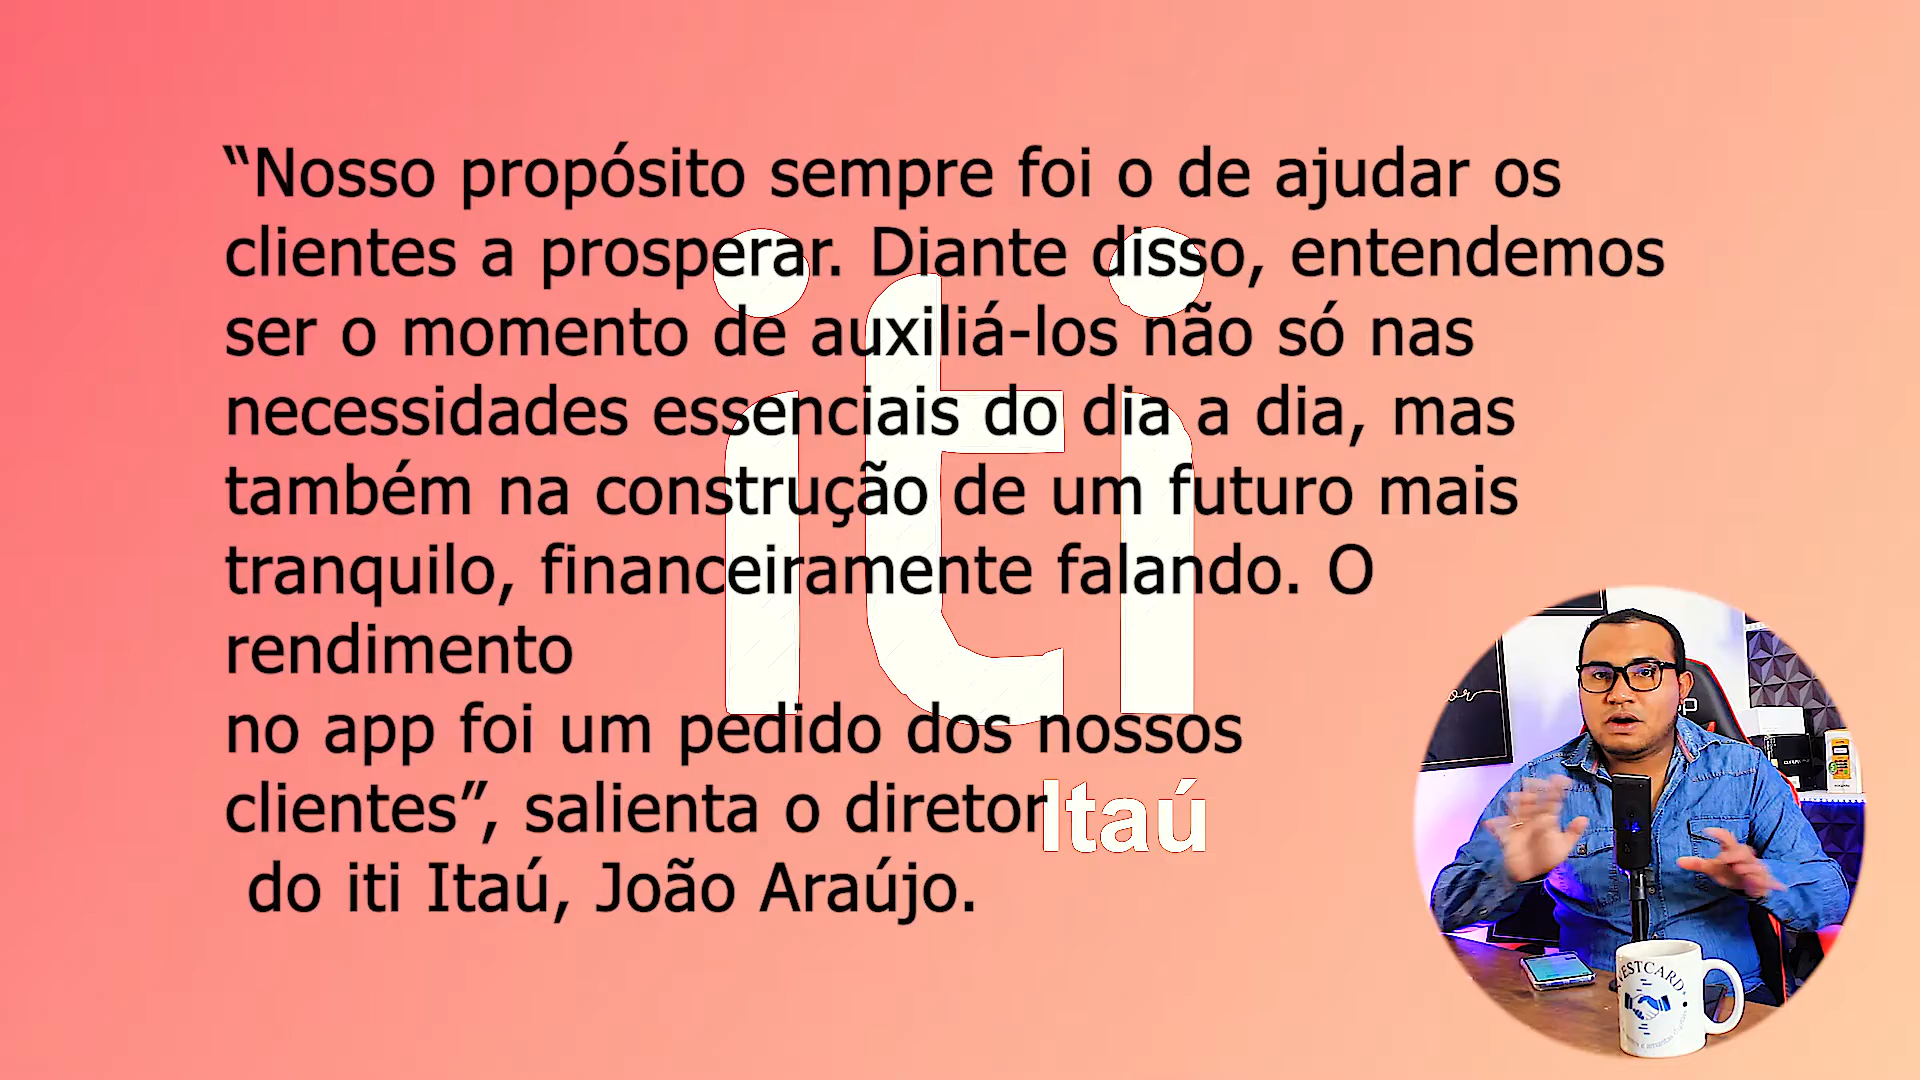 “Nosso propósito sempre foi o de ajudar os
clientes a prosperar. Diante disso, entendemos
ser o momento de auxiliá-los não só nas
necessidades essenciais do dia a dia, mas
também na construção de um futuro mais
tranquilo, financeiramente falando. O
rendimento
no app foi um pedido dos nossos
clientes”, salienta o diretor
do iti Itaú, João Araújo.
iti
Itaú